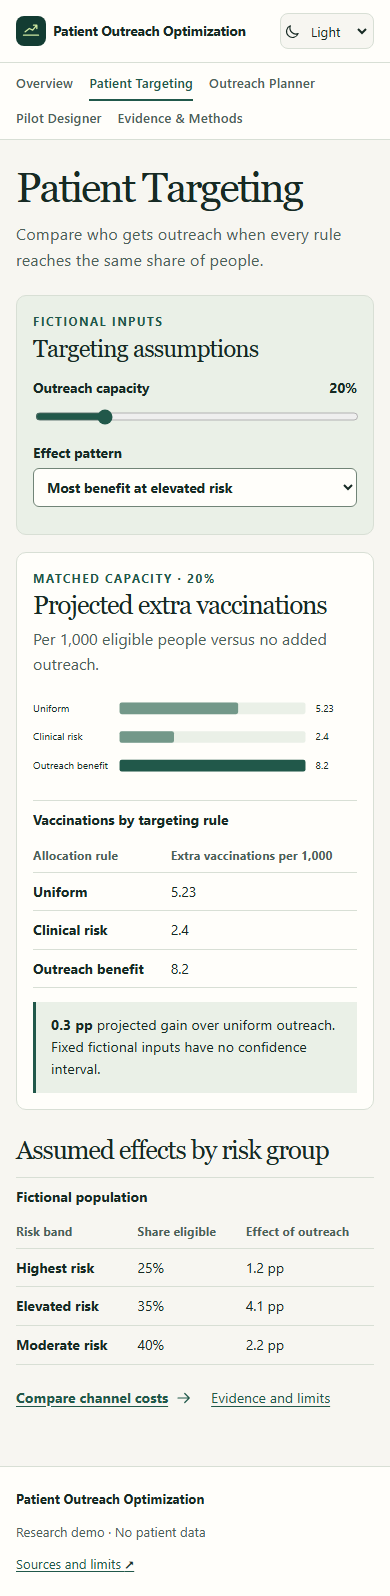 Patient Outreach Optimization
Light
Overview
Patient Targeting
Outreach Planner
Pilot Designer
Evidence & Methods
Patient Targeting
Compare who gets outreach when every rule
reaches the same share of people.
FICTIONAL INPUTS
Targeting assumptions
Outreach capacity 20%
Effect pattern
Most benefit at elevated risk
MATCHED CAPACITY · 20%
Projected extra vaccinations
Per 1,000 eligible people versus no added
outreach.
Uniform 5.23
Clinical risk 2.4
Outreach benefit 8.2
Vaccinations by targeting rule
Allocation rule Extra vaccinations per 1,000
Uniform 5.23
Clinical risk 2.4
Outreach benefit 8.2
0.3 pp projected gain over uniform outreach.
Fixed fictional inputs have no confidence
interval.
Assumed effects by risk group
Fictional population
Risk band Share eligible Effect of outreach
Highest risk 25% 1.2 pp
Elevated risk 35% 4.1 pp
Moderate risk 40% 2.2 pp
Compare channel costs → Evidence and limits
Patient Outreach Optimization
Research demo · No patient data
Sources and limits ↗